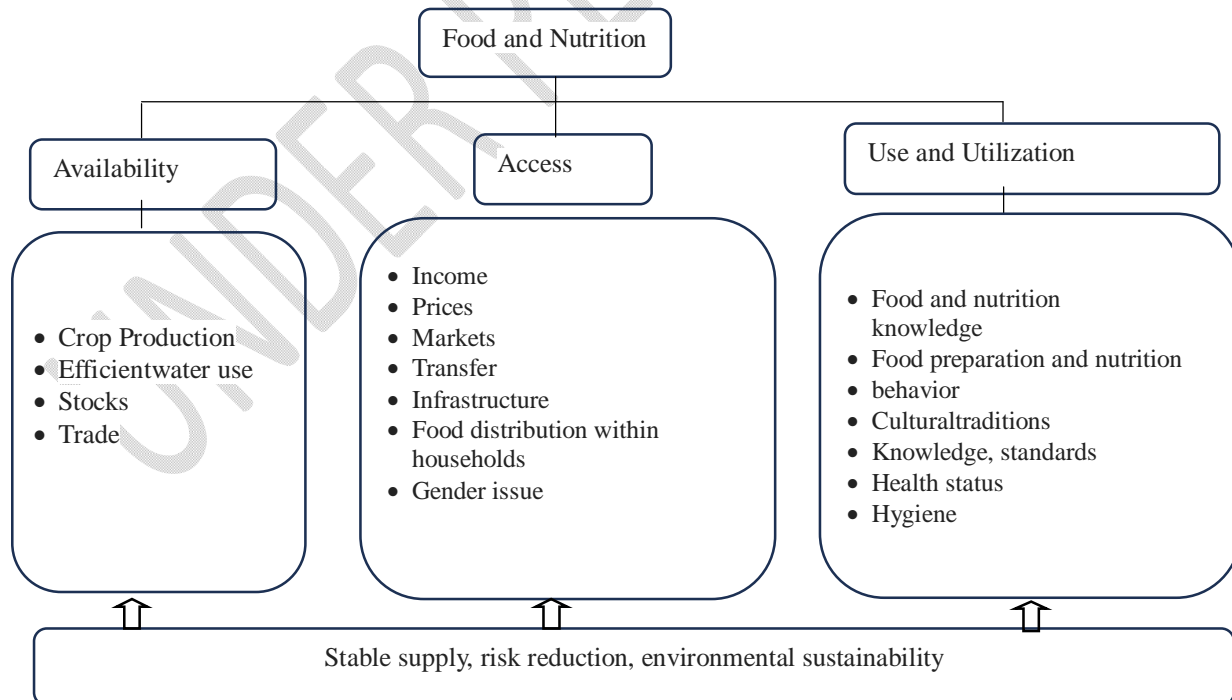 Food and Nutrition
Availability
Access
Use and Utilization
• Crop Production
• Efficientwater use
• Stocks
• Trade
• Income
• Prices
• Markets
• Transfer
• Infrastructure
• Food distribution within
households
• Gender issue
• Food and nutrition
knowledge
• Food preparation and nutrition
• behavior
• Culturaltraditions
• Knowledge, standards
• Health status
• Hygiene
Stable supply, risk reduction, environmental sustainability
UNDER